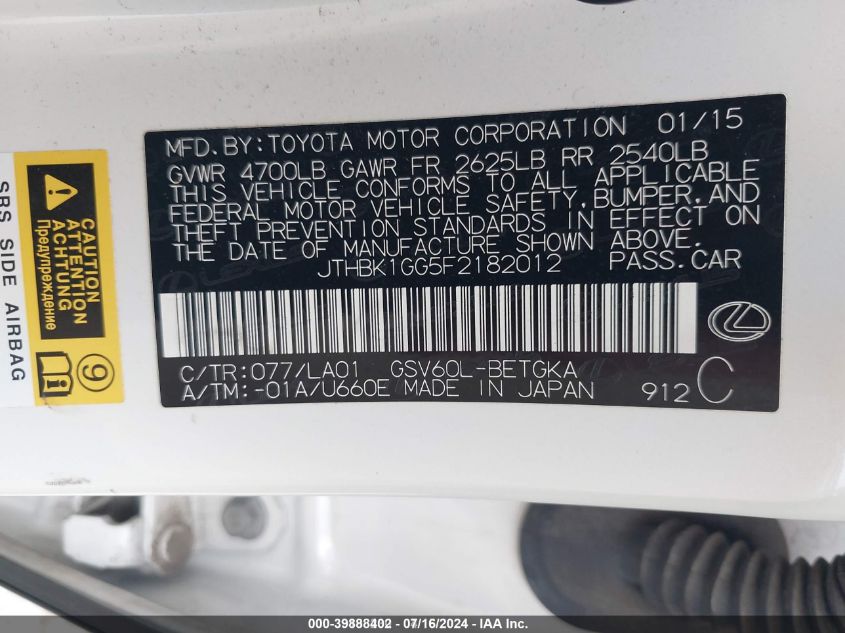 MFD. BY: TOYOTA MOTOR CORPORATION 01/15
GVWR 4700LB GAWR FR 2625LB RR 2540LB
THIS VEHICLE CONFORMS TO ALL APPLICABLE
FEDERAL MOTOR VEHICLE SAFETY, BUMPER, AND
THEFT PREVENTION STANDARDS IN EFFECT ON
THE DATE OF MANUFACTURE SHOWN ABOVE.
JTHBK1GG5F2182012 PASS. CAR
C/TR: 077/LA01 GSV60L-BETGKA
A/TM: -01A/U660E MADE IN JAPAN 912 C
SRS SIDE AIRBAG
CAUTION
ATTENTION
ACHTUNG
Предупреждение
9
000-39888402 - 07/16/2024 - IAA Inc.